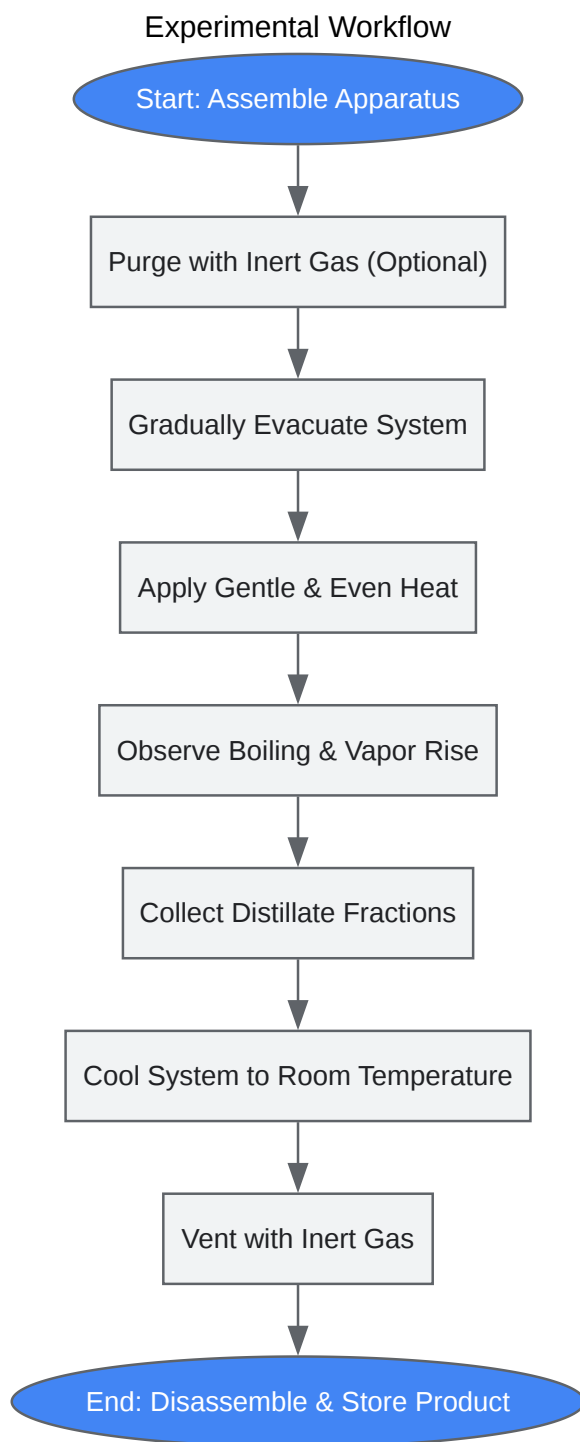 Experimental Workflow
Start: Assemble Apparatus
Purge with Inert Gas (Optional)
Gradually Evacuate System
Apply Gentle & Even Heat
Observe Boiling & Vapor Rise
Collect Distillate Fractions
Cool System to Room Temperature
Vent with Inert Gas
End: Disassemble & Store Product